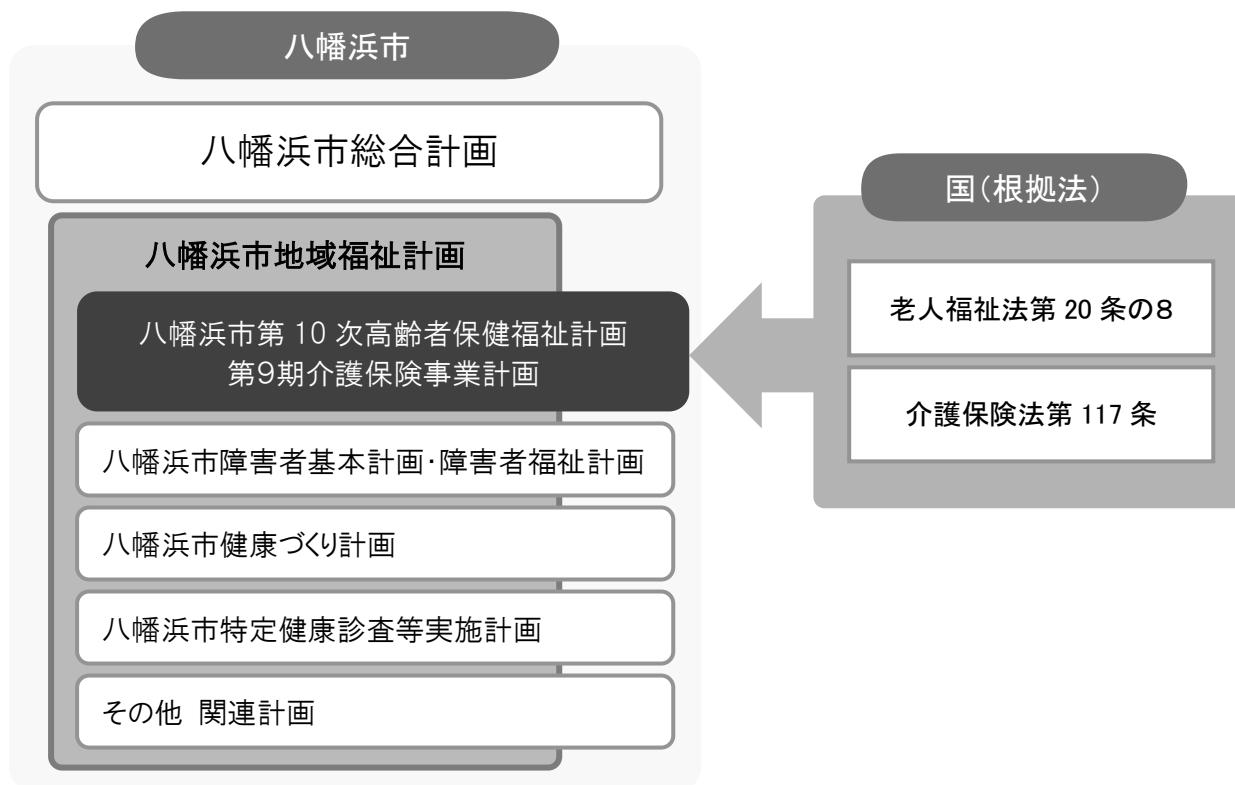 八幡浜市
八幡浜市総合計画
八幡浜市地域福祉計画
八幡浜市第 10 次高齢者保健福祉計画
第９期介護保険事業計画
八幡浜市障害者基本計画・障害者福祉計画
八幡浜市健康づくり計画
八幡浜市特定健康診査等実施計画
その他 関連計画
国（根拠法）
老人福祉法第 20 条の８
介護保険法第 117 条